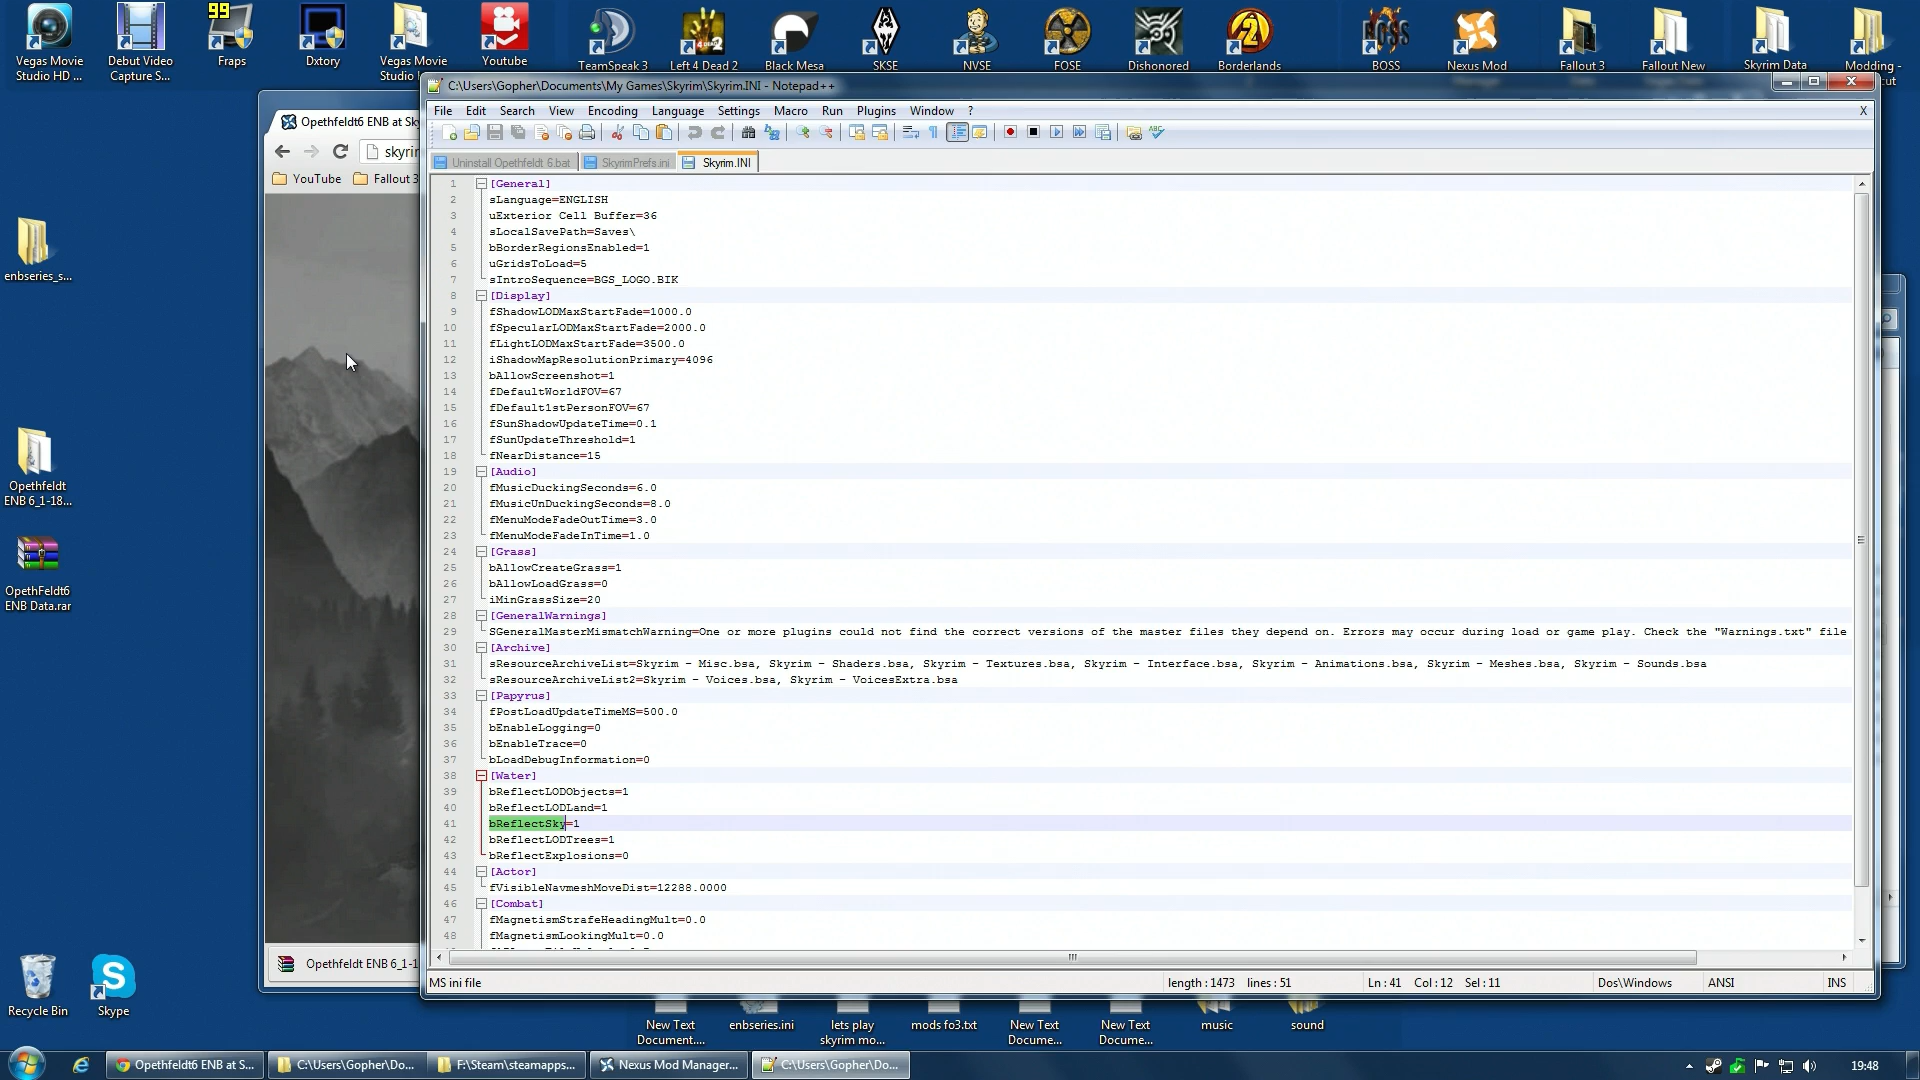 99
Vegas Movie
Studio HD ...
Debut Video
Capture S...
Fraps
Dxtory
Vegas Movie
Studio
Youtube
TeamSpeak 3
Left 4 Dead 2
Black Mesa
SKSE
NVSE
FOSE
Dishonored
Borderlands
BOSS
Nexus Mod
Fallout 3
Fallout New
Skyrim Data
Modding -
C:\Users\Gopher\Documents\My Games\Skyrim\Skyrim.INI - Notepad++
File Edit Search View Encoding Language Settings Macro Run Plugins Window ? X
Opethfeldt6 ENB at Sk
skyrim
YouTube Fallout 3
Uninstall Opethfeldt 6.bat SkyrimPrefs.ini Skyrim.INI
1 [General]
2 sLanguage=ENGLISH
3 uExterior Cell Buffer=36
4 sLocalSavePath=Saves\
5 bBorderRegionsEnabled=1
6 uGridsToLoad=5
7 sIntroSequence=BGS_LOGO.BIK
8 [Display]
9 fShadowLODMaxStartFade=1000.0
10 fSpecularLODMaxStartFade=2000.0
11 fLightLODMaxStartFade=3500.0
12 iShadowMapResolutionPrimary=4096
13 bAllowScreenshot=1
14 fDefaultWorldFOV=67
15 fDefault1stPersonFOV=67
16 fSunShadowUpdateTime=0.1
17 fSunUpdateThreshold=1
18 fNearDistance=15
19 [Audio]
20 fMusicDuckingSeconds=6.0
21 fMusicUnDuckingSeconds=8.0
22 fMenuModeFadeOutTime=3.0
23 fMenuModeFadeInTime=1.0
24 [Grass]
25 bAllowCreateGrass=1
26 bAllowLoadGrass=0
27 iMinGrassSize=20
28 [GeneralWarnings]
29 SGeneralMasterMismatchWarning=One or more plugins could not find the correct versions of the master files they depend on. Errors may occur during load or game play. Check the "Warnings.txt" file
30 [Archive]
31 sResourceArchiveList=Skyrim - Misc.bsa, Skyrim - Shaders.bsa, Skyrim - Textures.bsa, Skyrim - Interface.bsa, Skyrim - Animations.bsa, Skyrim - Meshes.bsa, Skyrim - Sounds.bsa
32 sResourceArchiveList2=Skyrim - Voices.bsa, Skyrim - VoicesExtra.bsa
33 [Papyrus]
34 fPostLoadUpdateTimeMS=500.0
35 bEnableLogging=0
36 bEnableTrace=0
37 bLoadDebugInformation=0
38 [Water]
39 bReflectLODObjects=1
40 bReflectLODLand=1
41 bReflectSky=1
42 bReflectLODTrees=1
43 bReflectExplosions=0
44 [Actor]
45 fVisibleNavmeshMoveDist=12288.0000
46 [Combat]
47 fMagnetismStrafeHeadingMult=0.0
48 fMagnetismLookingMult=0.0
MS ini file length : 1473 lines : 51 Ln : 41 Col : 12 Sel : 11 Dos\Windows ANSI INS
enbseries_s...
Opethfeldt
ENB 6_1-18...
OpethFeldt6
ENB Data.rar
Opethfeldt ENB 6_1-1
Recycle Bin
Skype
New Text
Document....
enbseries.ini
lets play
skyrim mo...
mods fo3.txt
New Text
Docume...
New Text
Docume...
music
sound
Opethfeldt6 ENB at S...
C:\Users\Gopher\Do...
F:\Steam\steamapps...
Nexus Mod Manager...
C:\Users\Gopher\Do...
19:48